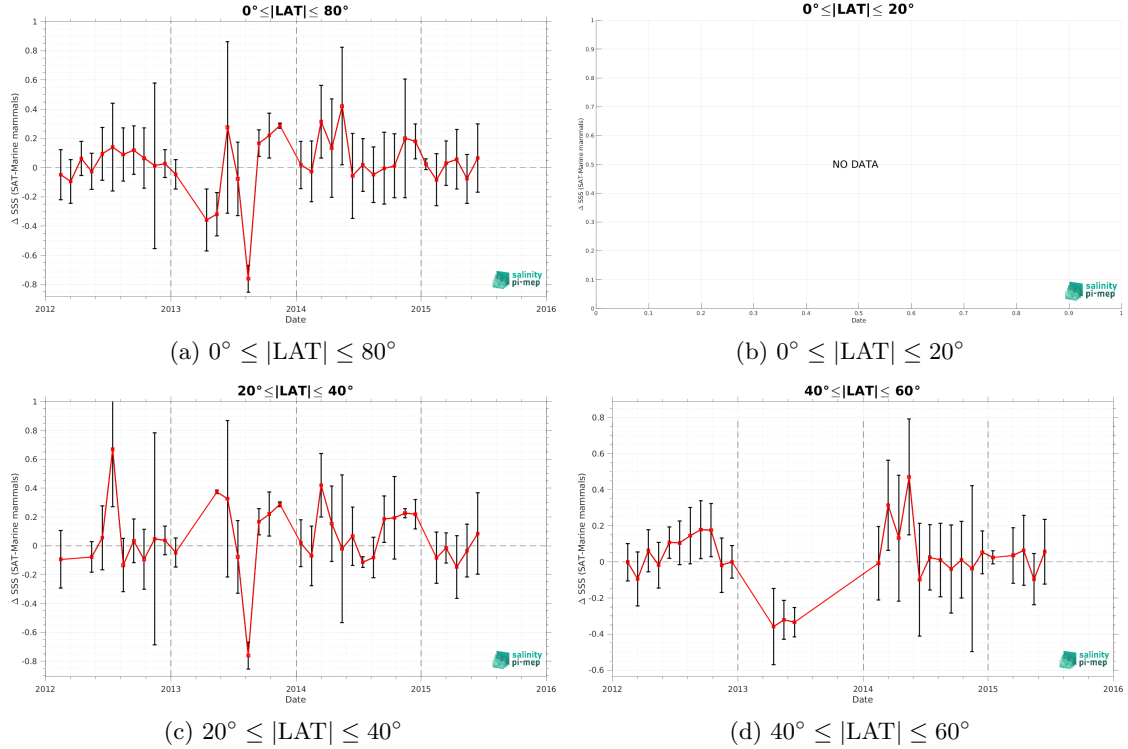 0°≤|LAT|≤ 80°
1
0.8
0.6
0.4
0.2
0
-0.2
-0.4
-0.6
-0.8
Δ SSS (SAT-Marine mammals)
2012
2013
2014
2015
2016
Date
salinity
pi-mep
(a) 0° ≤ |LAT| ≤ 80°
0°≤|LAT|≤ 20°
1
0.9
0.8
0.7
0.6
0.5
0.4
0.3
0.2
0.1
0
Δ SSS (SAT-Marine mammals)
NO DATA
0
0.1
0.2
0.3
0.4
0.5
0.6
0.7
0.8
0.9
1
Date
salinity
pi-mep
(b) 0° ≤ |LAT| ≤ 20°
20°≤|LAT|≤ 40°
1
0.8
0.6
0.4
0.2
0
-0.2
-0.4
-0.6
-0.8
Δ SSS (SAT-Marine mammals)
2012
2013
2014
2015
2016
Date
salinity
pi-mep
(c) 20° ≤ |LAT| ≤ 40°
40°≤|LAT|≤ 60°
0.8
0.6
0.4
0.2
0
-0.2
-0.4
-0.6
Δ SSS (SAT-Marine mammals)
2012
2013
2014
2015
2016
Date
salinity
pi-mep
(d) 40° ≤ |LAT| ≤ 60°